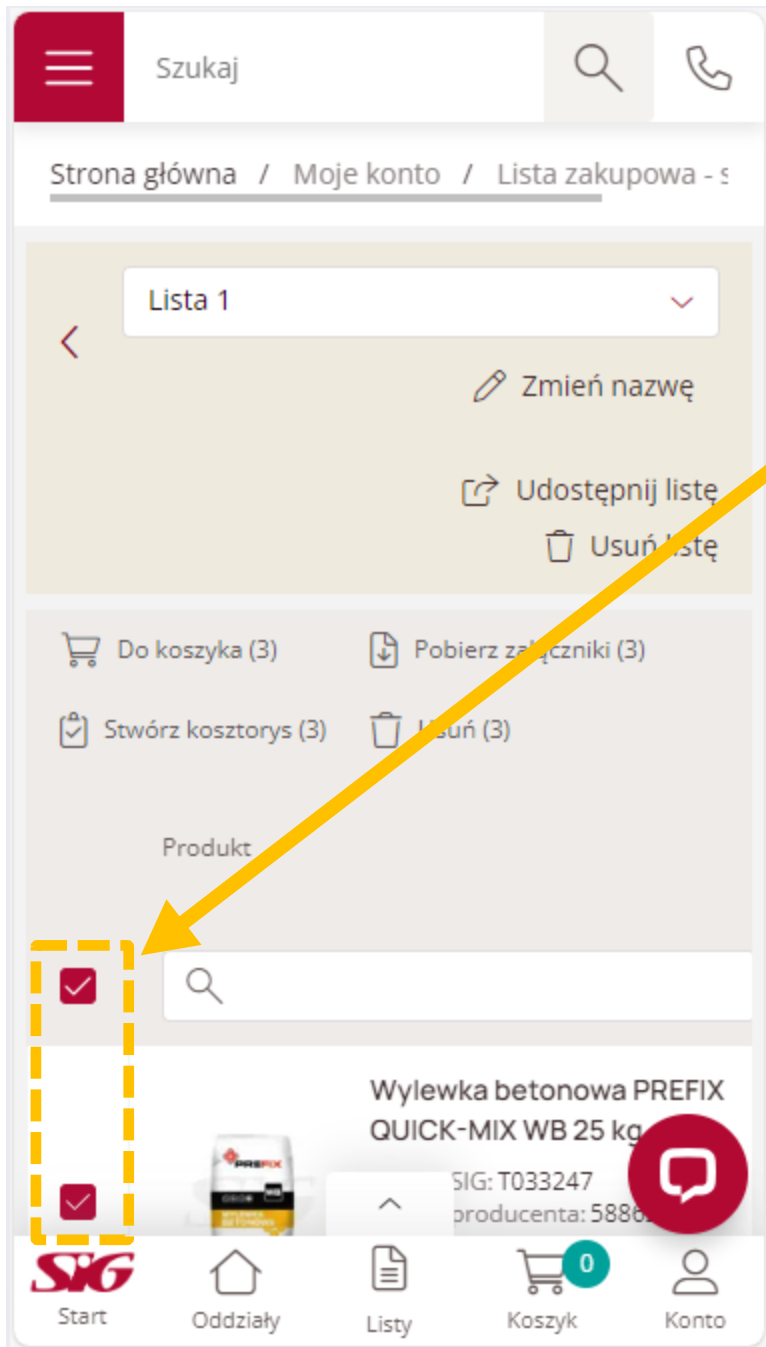 Szukaj
Strona główna / Moje konto / Lista zakupowa - s
Lista 1
Zmień nazwę
Udostępnij listę
Usuń listę
Do koszyka (3)
Pobierz załączniki (3)
Stwórz kosztorys (3)
Usuń (3)
Produkt
Wylewka betonowa PREFIX
QUICK-MIX WB 25 kg
PREFIX
SIG: T033247
producenta: 5886
SIG
0
Start
Oddziały
Listy
Koszyk
Konto